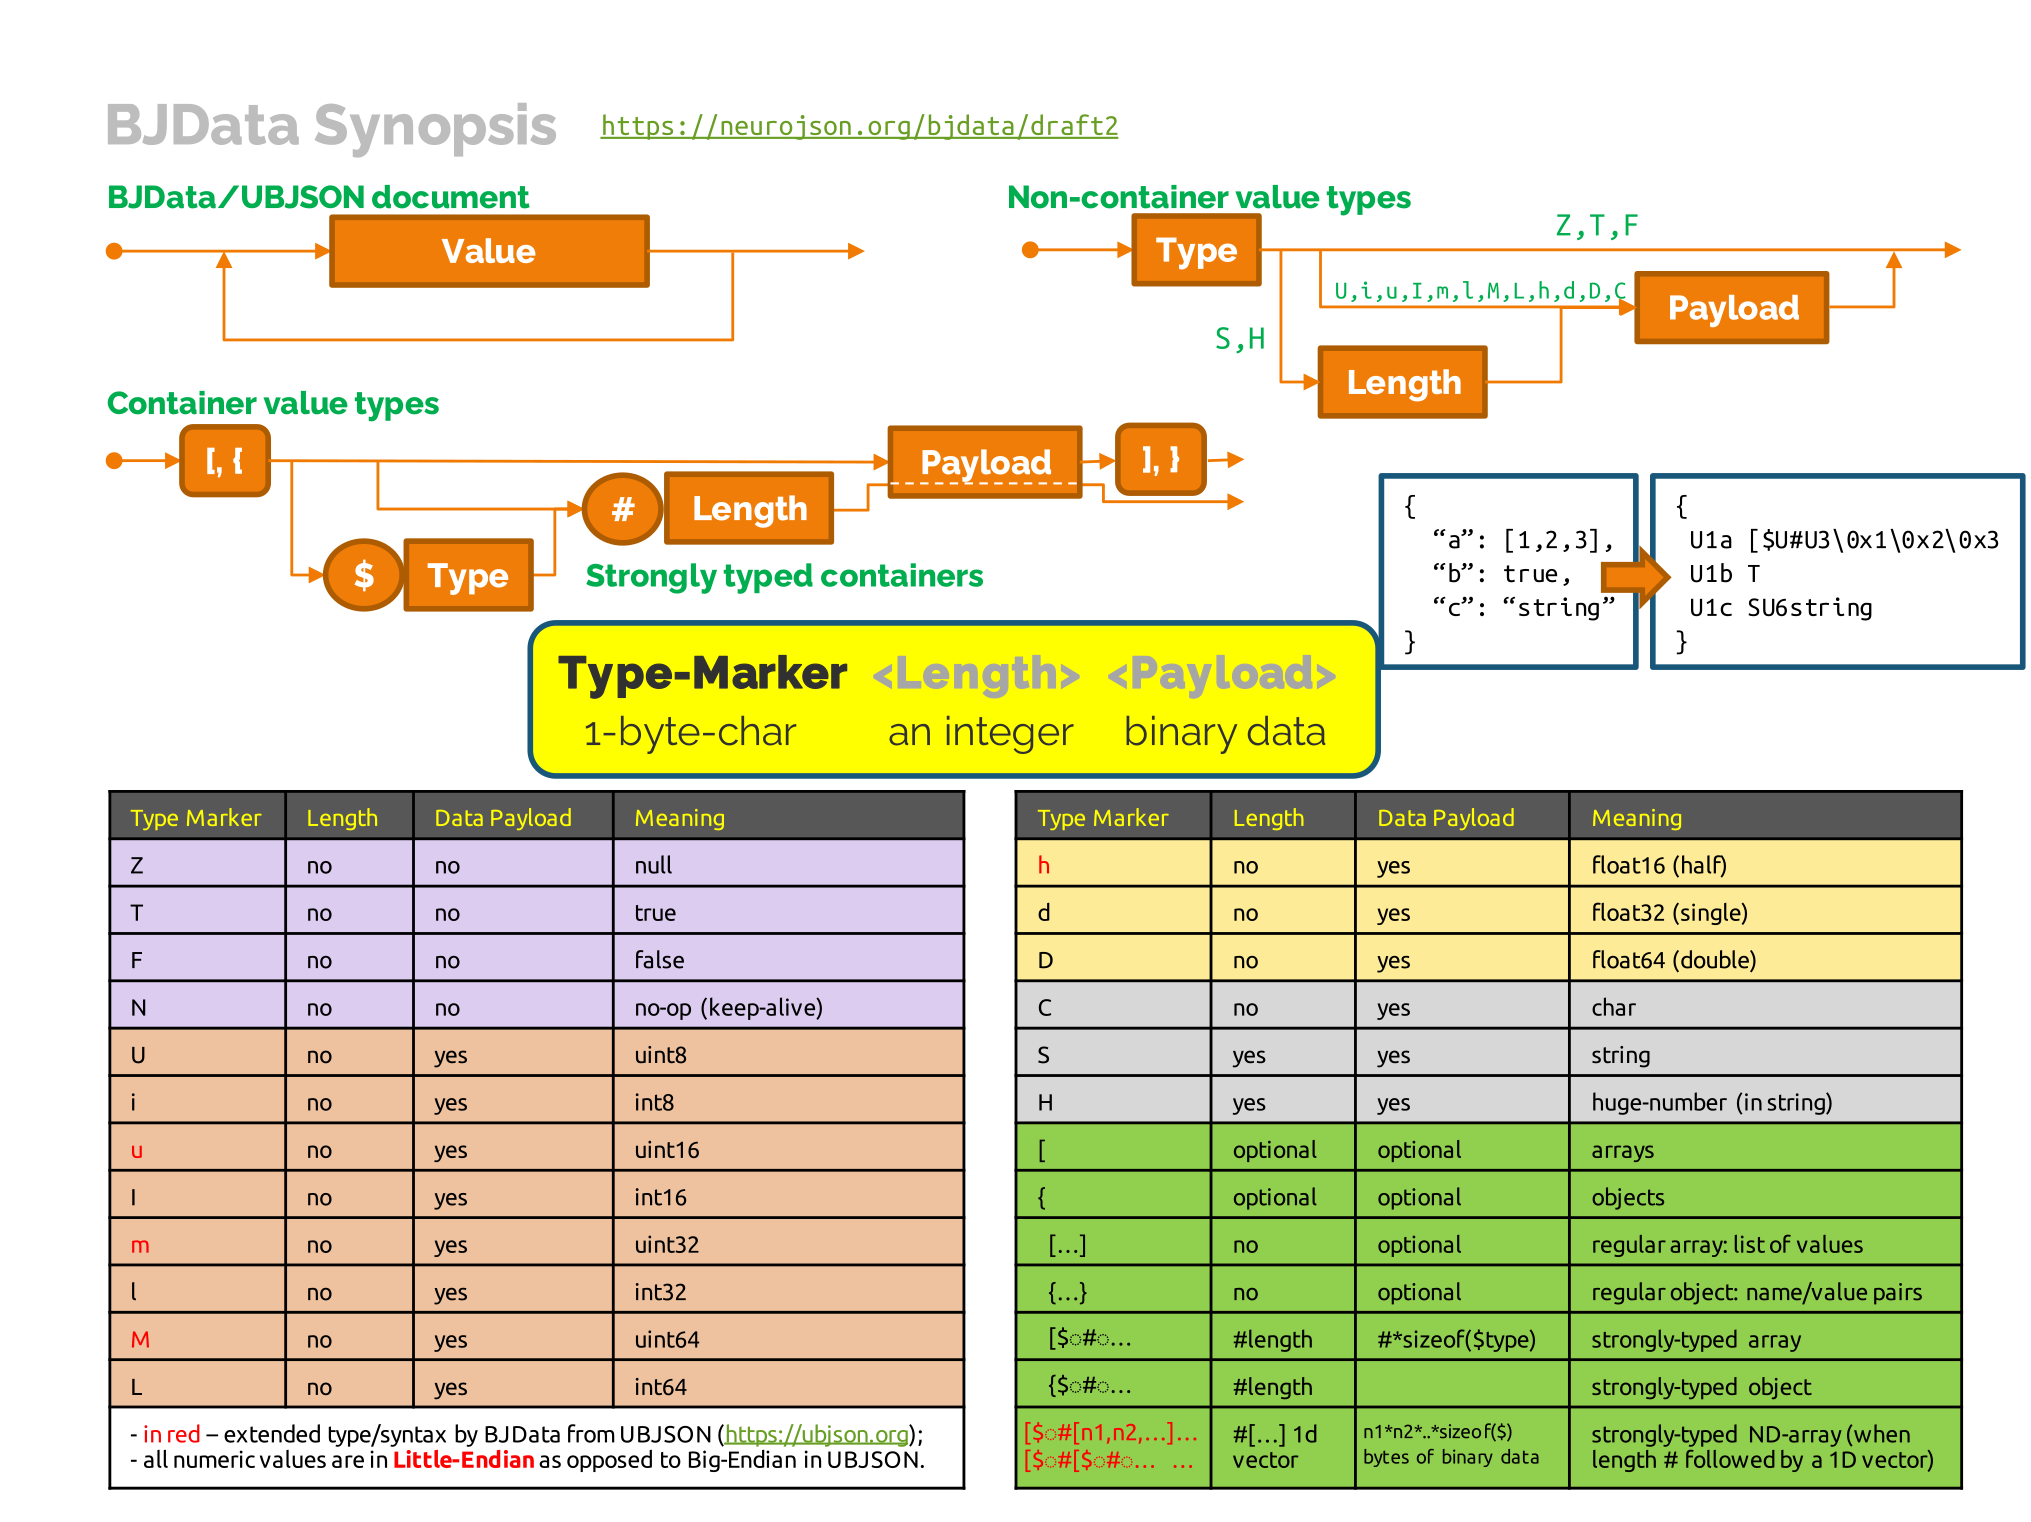 BJData Synopsis https://neurojson.org/bjdata/draft2
BJData/UBJSON document
Value
Non-container value types
Type
Z,T,F
U,i,u,I,m,l,M,L,h,d,D,C
Payload
S,H
Length
Container value types
[, {
Payload
], }
# Length
$ Type
Strongly typed containers
{
“a”: [1,2,3],
“b”: true,
“c”: “string”
}
{
U1a [$U#U3\0x1\0x2\0x3
U1b T
U1c SU6string
}
Type-Marker <Length> <Payload>
1-byte-char an integer binary data
Type Marker Length Data Payload Meaning
Z no no null
T no no true
F no no false
N no no no-op (keep-alive)
U no yes uint8
i no yes int8
u no yes uint16
I no yes int16
m no yes uint32
l no yes int32
M no yes uint64
L no yes int64
- in red – extended type/syntax by BJData from UBJSON (https://ubjson.org);
- all numeric values are in Little-Endian as opposed to Big-Endian in UBJSON.
Type Marker Length Data Payload Meaning
h no yes float16 (half)
d no yes float32 (single)
D no yes float64 (double)
C no yes char
S yes yes string
H yes yes huge-number (in string)
[ optional optional arrays
{ optional optional objects
[...] no optional regular array: list of values
{...} no optional regular object: name/value pairs
[$◌#◌... #length #*sizeof($type) strongly-typed array
{$◌#◌... #length strongly-typed object
[$◌#[n1,n2,...]... #[...] 1d n1*n2*..*sizeof($) strongly-typed ND-array (when
[$◌#[$◌#◌... ... vector bytes of binary data length # followed by a 1D vector)